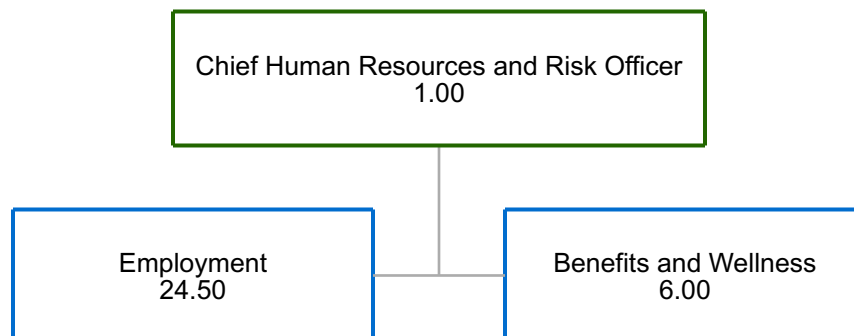 Chief Human Resources and Risk Officer
1.00
Employment
24.50
Benefits and Wellness
6.00